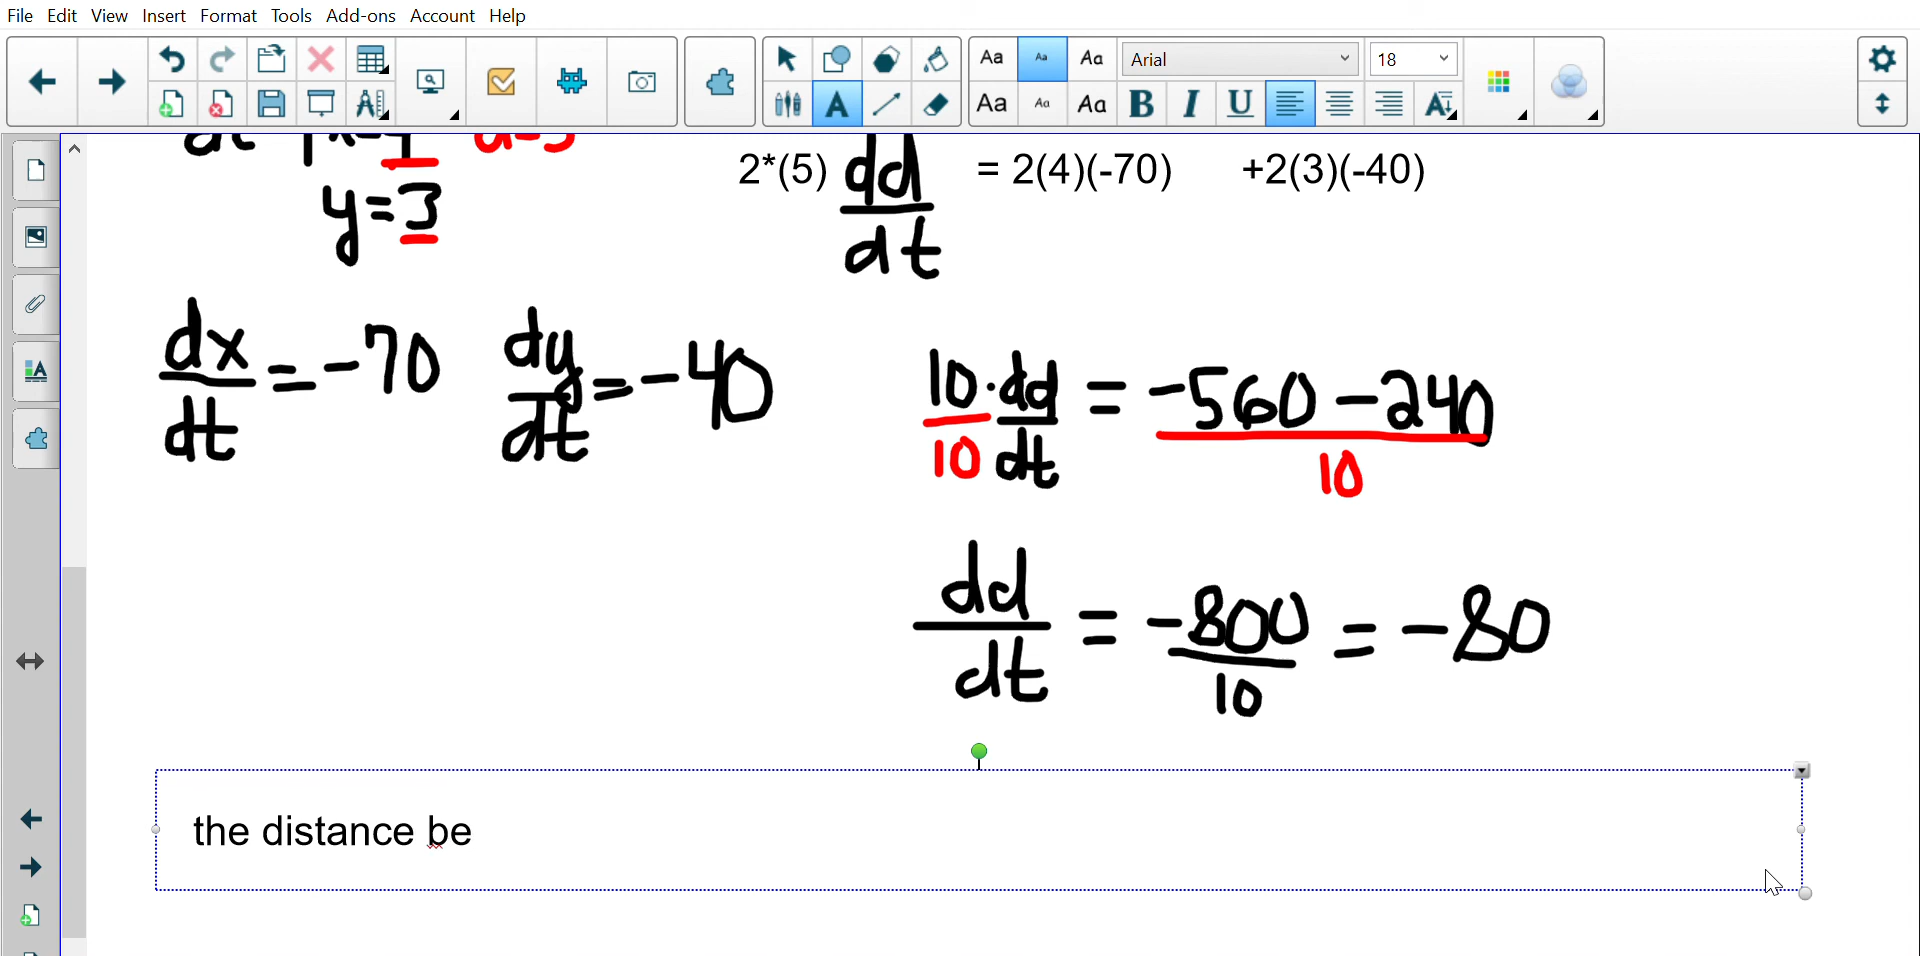 File Edit View Insert Format Tools Add-ons Account Help
Aa Aa Aa Arial 18
A Aa Aa Aa B I U A
2*(5) dd/dt = 2(4)(-70) +2(3)(-40)
y=3
dx/dt = -70 dy/dt = -40
10·dd/10 dt = -560-240/10
dd/dt = -800/10 = -80
the distance be